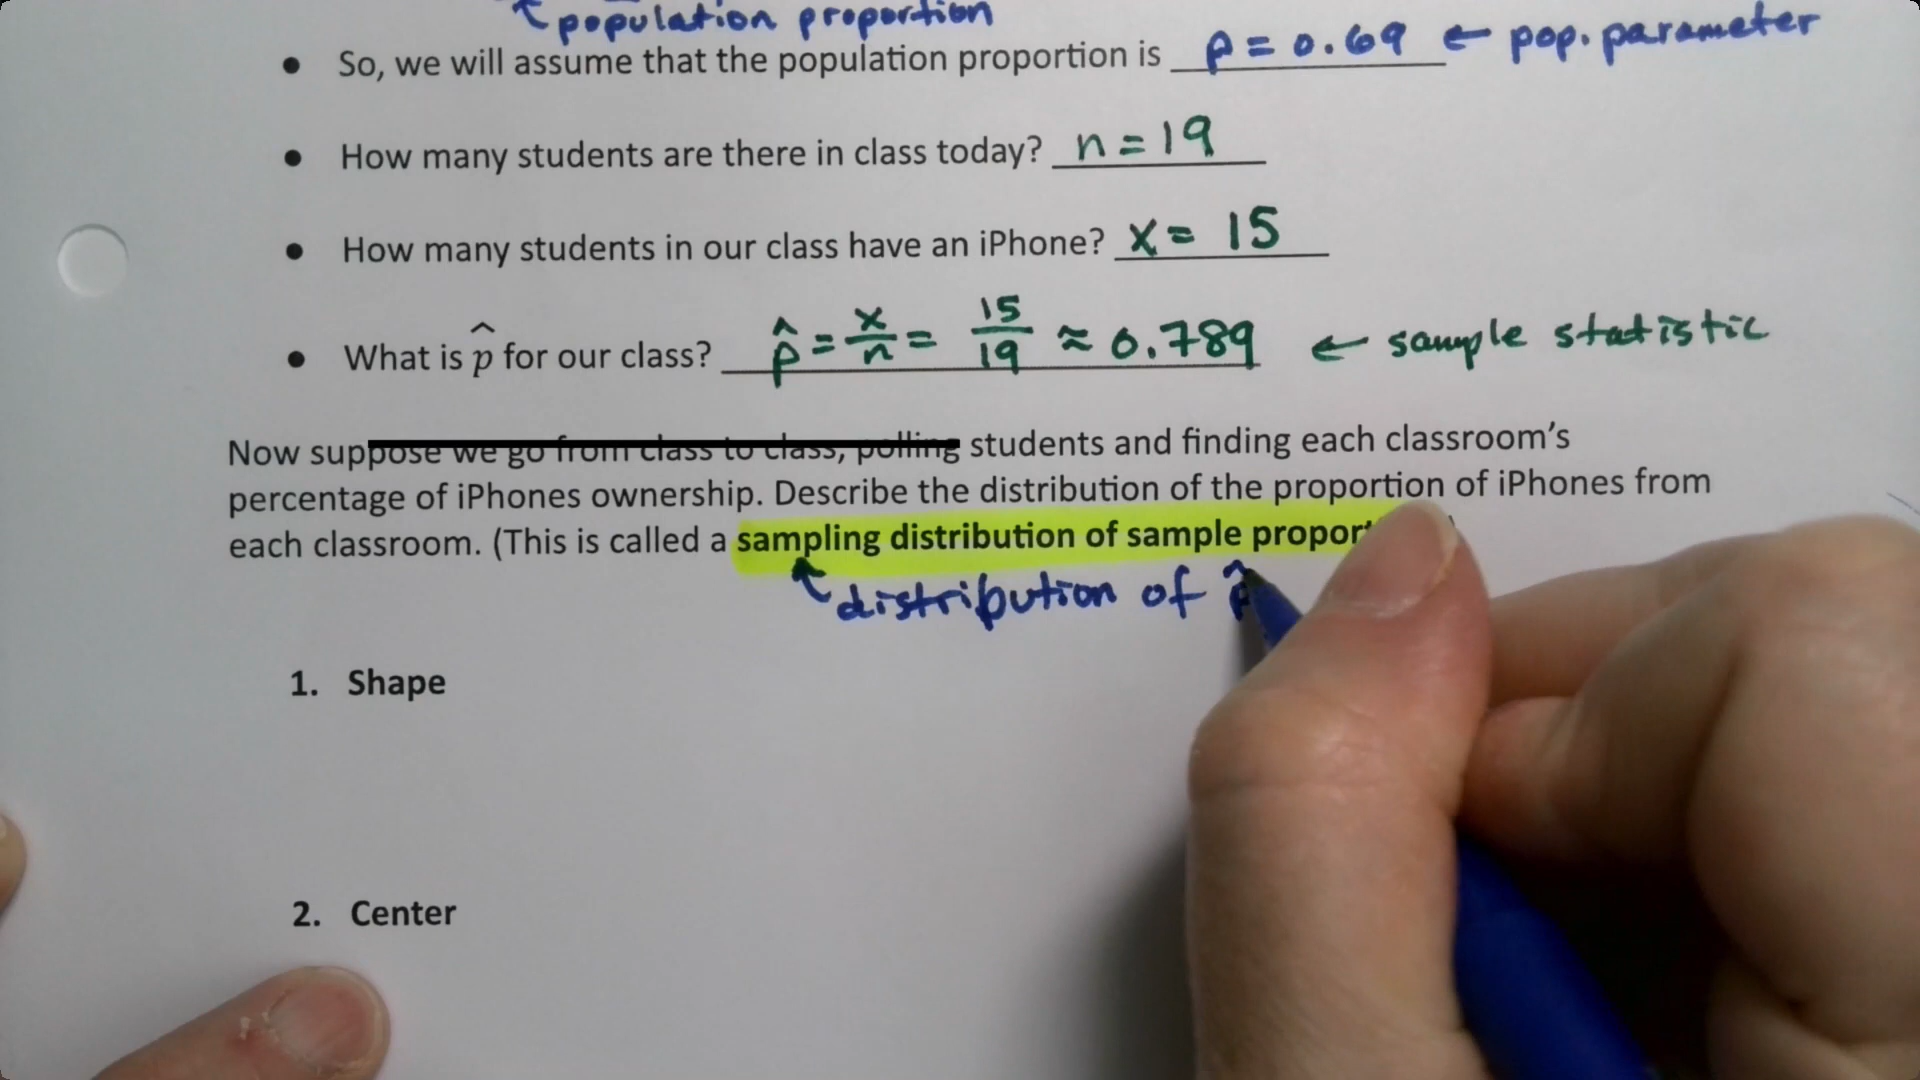 population proportion
So, we will assume that the population proportion is p = 0.69 ← pop. parameter
How many students are there in class today? n = 19
How many students in our class have an iPhone? x = 15
What is p̂ for our class? p̂ = x/n = 15/19 ≈ 0.789 ← sample statistic
Now suppose we go from class to class, polling students and finding each classroom's
percentage of iPhones ownership. Describe the distribution of the proportion of iPhones from
each classroom. (This is called a sampling distribution of sample
distribution of
1. Shape
2. Center